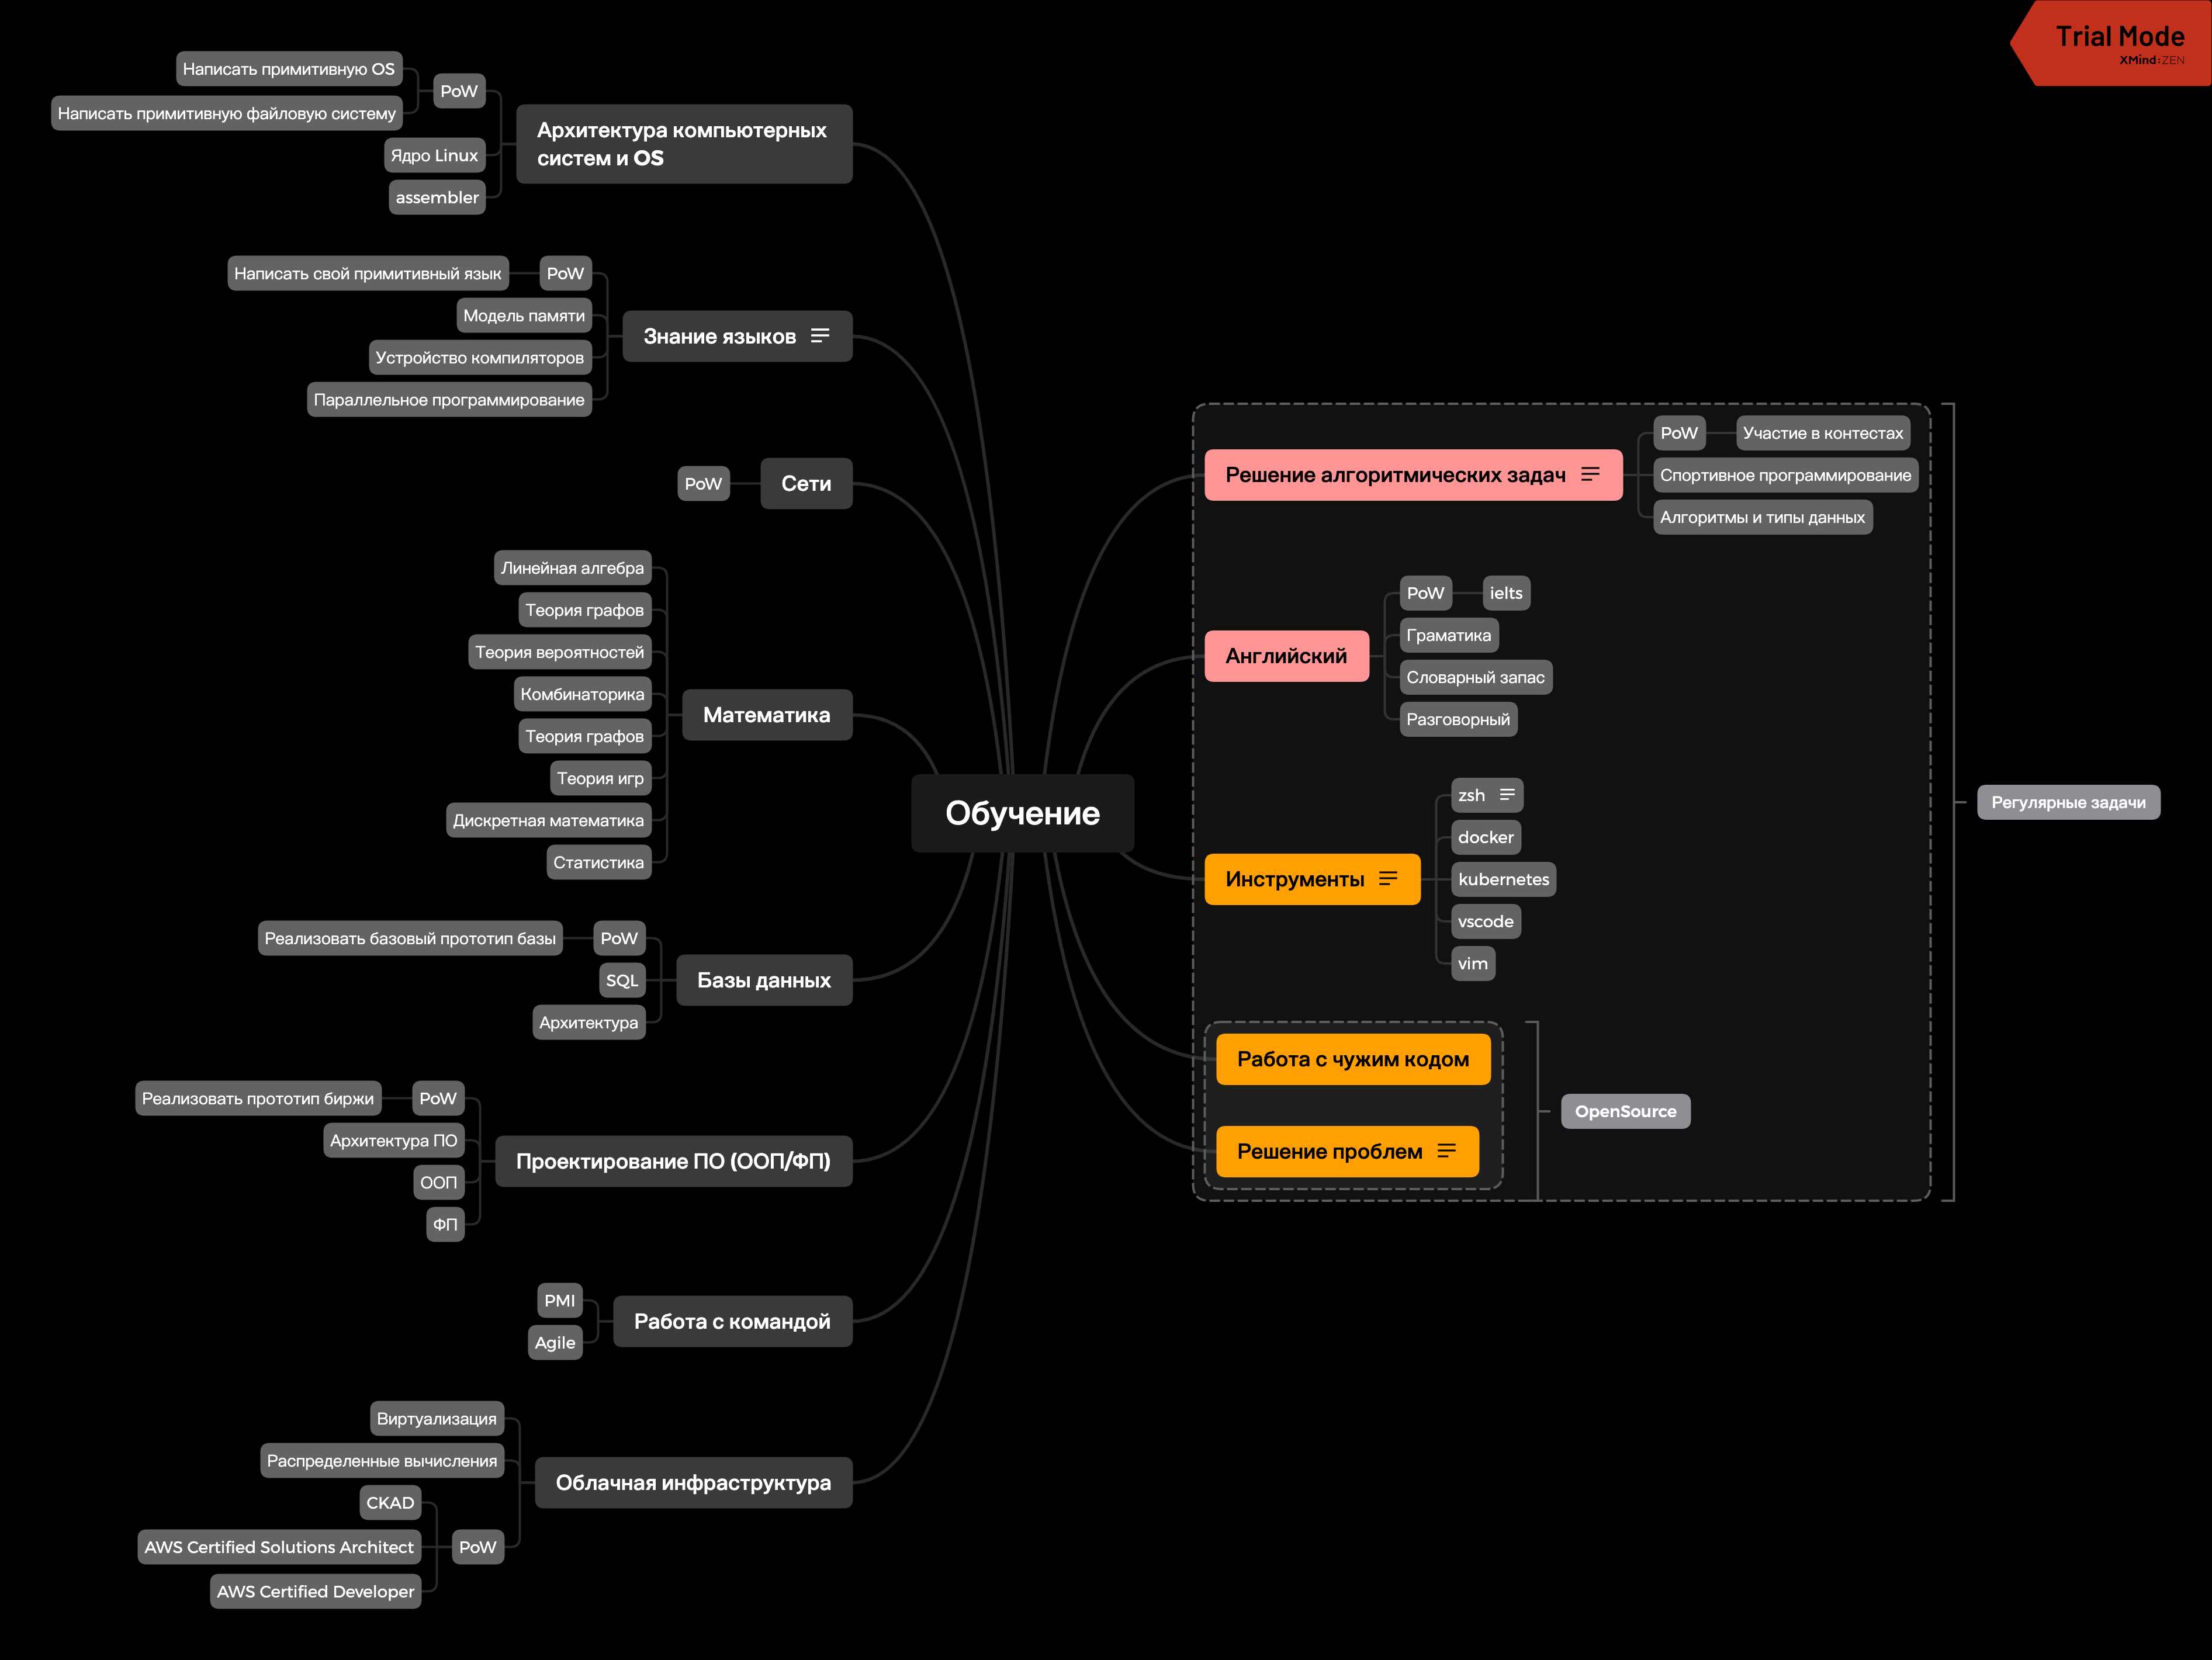 Trial Mode
XMind:ZEN
Обучение
Архитектура компьютерных
систем и OS
PoW
Написать примитивную OS
Написать примитивную файловую систему
Ядро Linux
assembler
Знание языков
PoW
Написать свой примитивный язык
Модель памяти
Устройство компиляторов
Параллельное программирование
Сети
PoW
Математика
Линейная алгебра
Теория графов
Теория вероятностей
Комбинаторика
Теория графов
Теория игр
Дискретная математика
Статистика
Базы данных
PoW
Реализовать базовый прототип базы
SQL
Архитектура
Проектирование ПО (ООП/ФП)
PoW
Реализовать прототип биржи
Архитектура ПО
ООП
ФП
Работа с командой
PMI
Agile
Облачная инфраструктура
Виртуализация
Распределенные вычисления
PoW
CKAD
AWS Certified Solutions Architect
AWS Certified Developer
Решение алгоритмических задач
PoW
Участие в контестах
Спортивное программирование
Алгоритмы и типы данных
Английский
PoW
ielts
Граматика
Словарный запас
Разговорный
Инструменты
zsh
docker
kubernetes
vscode
vim
Работа с чужим кодом
Решение проблем
OpenSource
Регулярные задачи